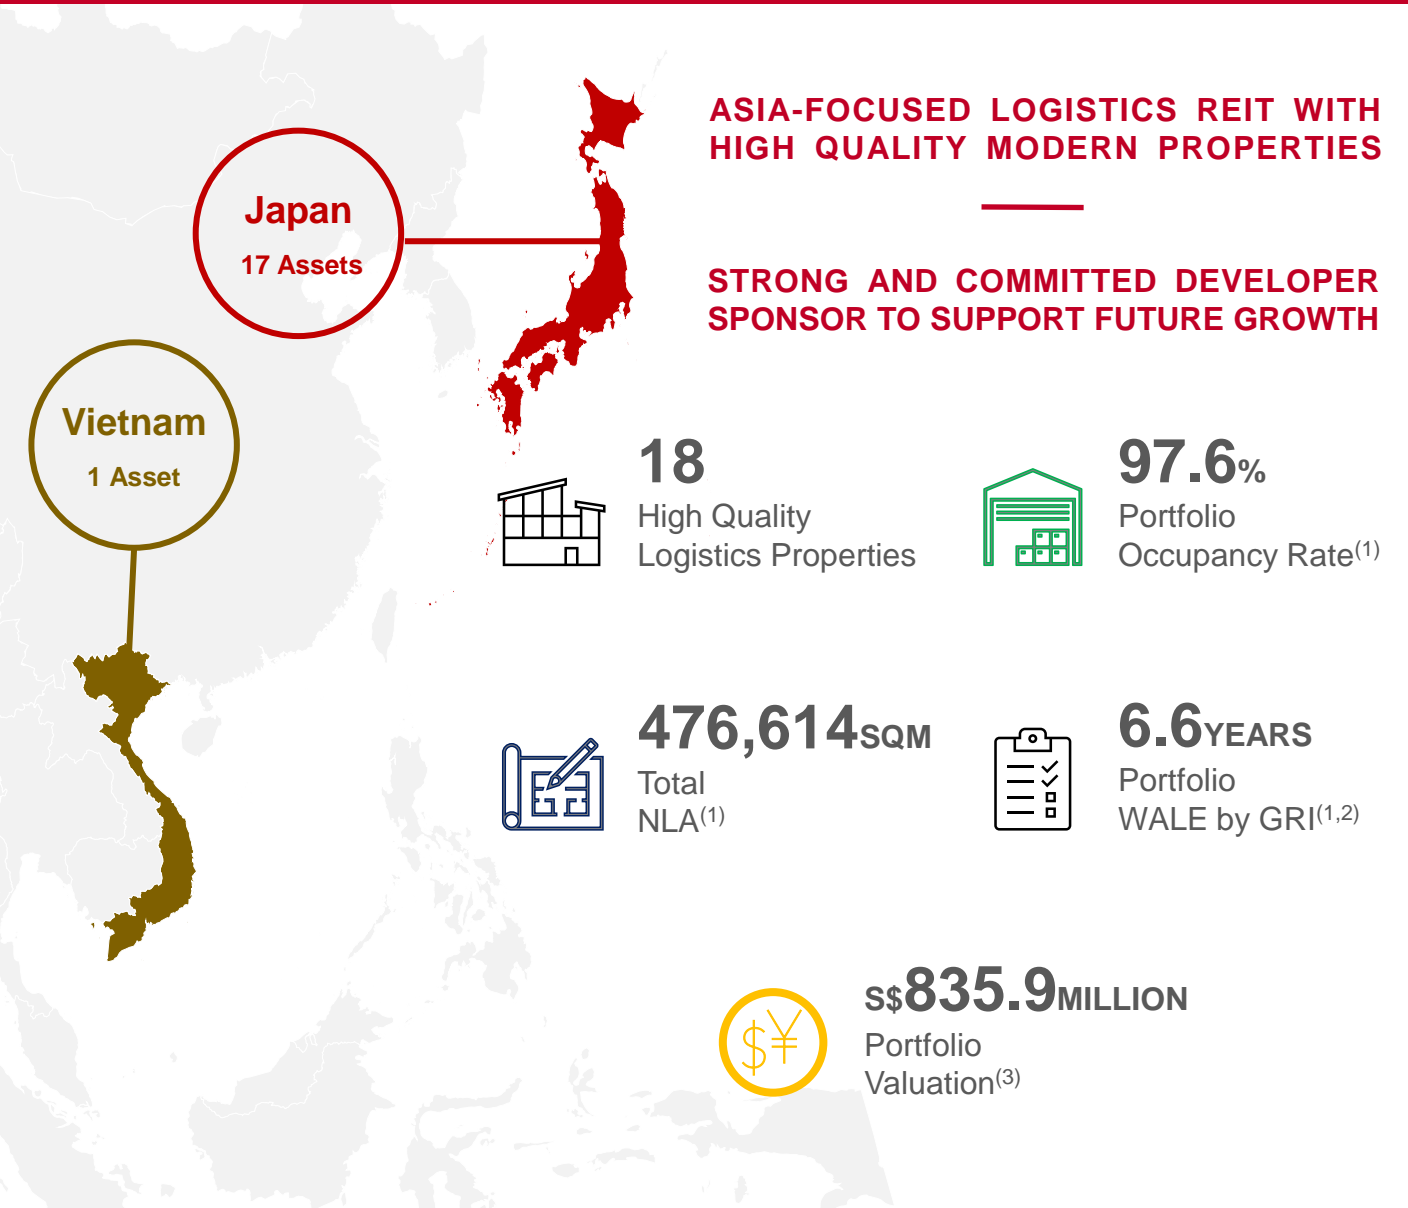 ASIA-FOCUSED LOGISTICS REIT WITH
HIGH QUALITY MODERN PROPERTIES
STRONG AND COMMITTED DEVELOPER
SPONSOR TO SUPPORT FUTURE GROWTH
Japan
17 Assets
Vietnam
1 Asset
18
High Quality
Logistics Properties
97.6%
Portfolio
Occupancy Rate(1)
476,614SQM
Total
NLA(1)
6.6YEARS
Portfolio
WALE by GRI(1,2)
$¥
S$835.9MILLION
Portfolio
Valuation(3)